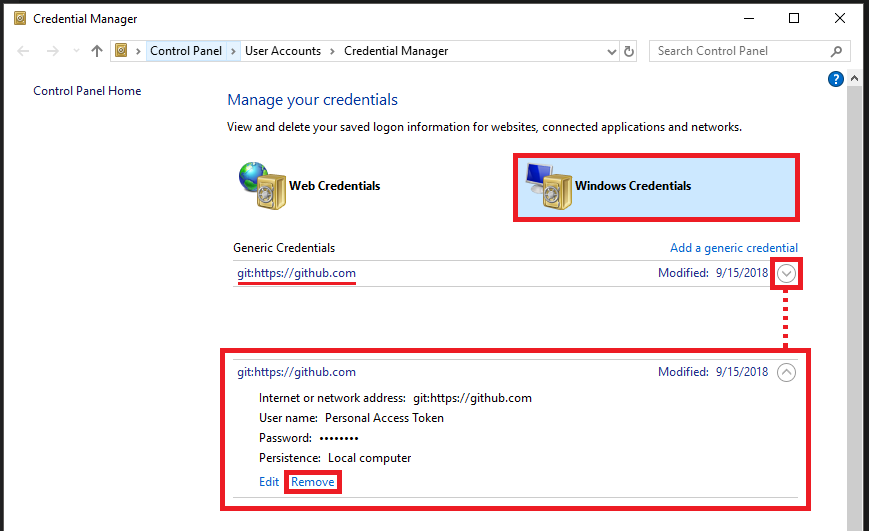 Credential Manager
Control Panel > User Accounts > Credential Manager
Search Control Panel
?
Control Panel Home
Manage your credentials
View and delete your saved logon information for websites, connected applications and networks.
Web Credentials
Windows Credentials
Generic Credentials
Add a generic credential
git:https://github.com
Modified: 9/15/2018
git:https://github.com
Modified: 9/15/2018
Internet or network address: git:https://github.com
User name: Personal Access Token
Password: ••••••••
Persistence: Local computer
Edit Remove